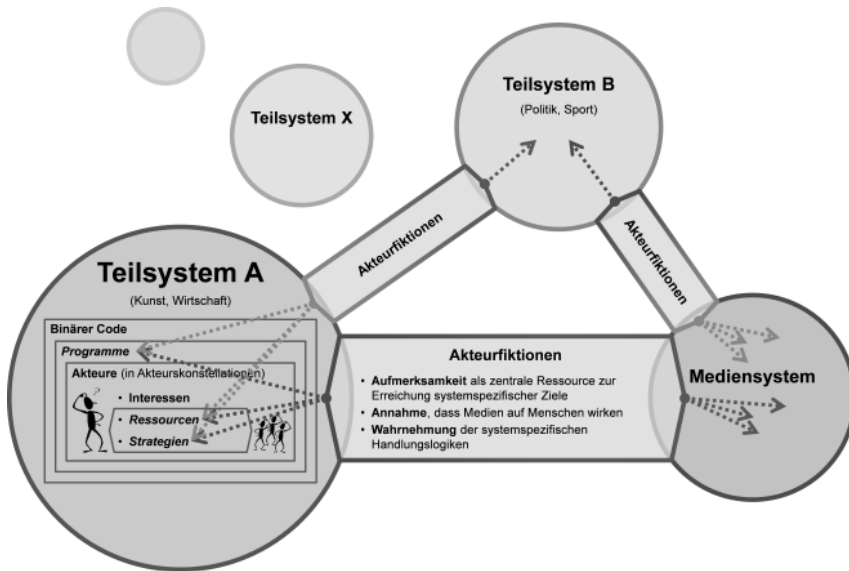 Teilsystem X
Teilsystem B
(Politik, Sport)
Akteurfiktionen
Akteurfiktionen
Teilsystem A
(Kunst, Wirtschaft)
Binärer Code
Programme
Akteure (in Akteurskonstellationen)
• Interessen
• Ressourcen
• Strategien
Akteurfiktionen
• Aufmerksamkeit als zentrale Ressource zur
Erreichung systemspezifischer Ziele
• Annahme, dass Medien auf Menschen wirken
• Wahrnehmung der systemspezifischen
Handlungslogiken
Mediensystem